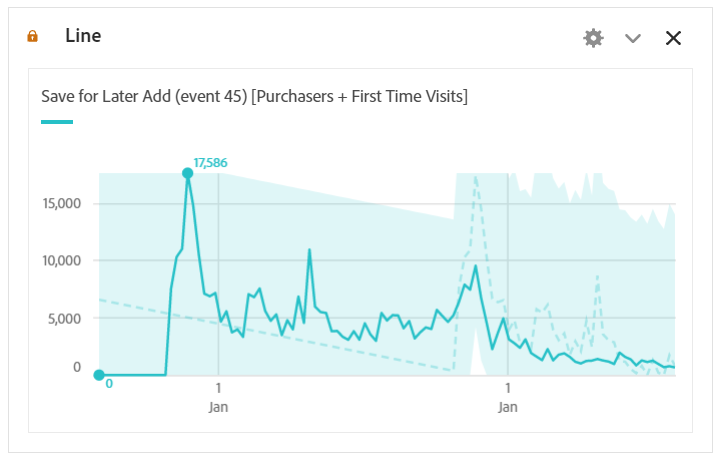 Line
Save for Later Add (event 45) [Purchasers + First Time Visits]
17,586
15,000
10,000
5,000
0
0
1
Jan
1
Jan